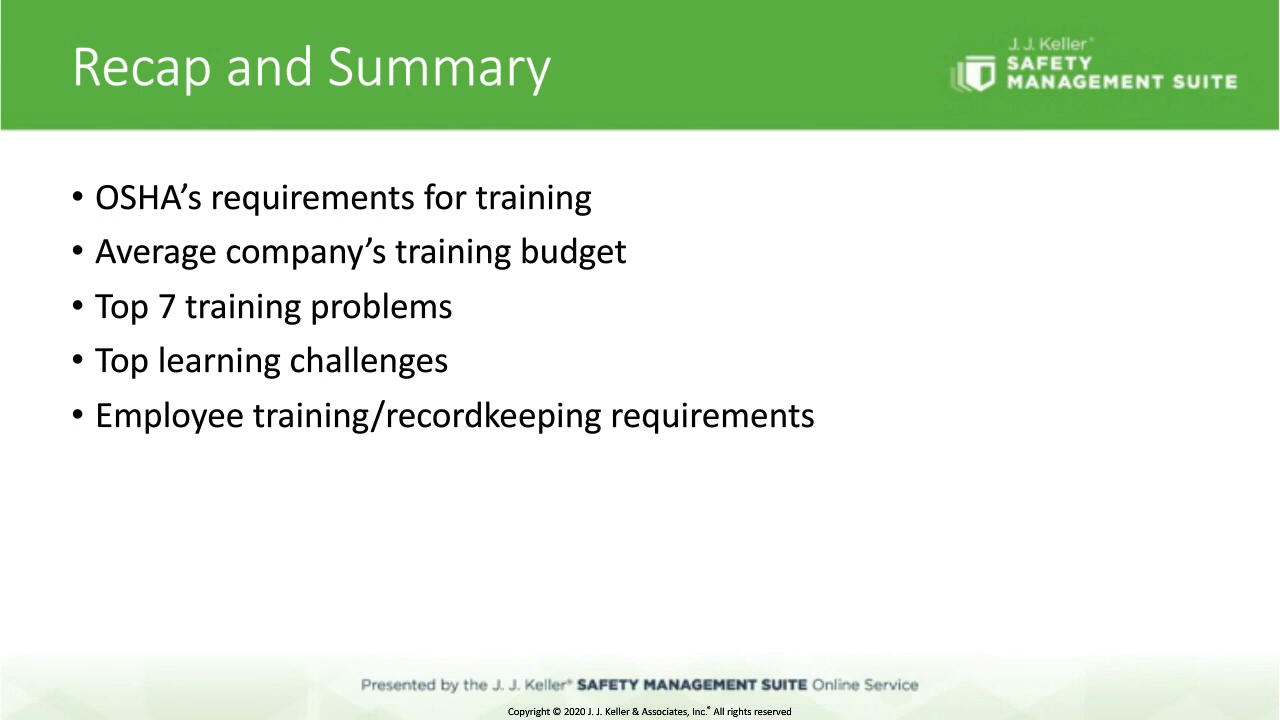 Recap and Summary
J. J. Keller®
SAFETY
MANAGEMENT SUITE
• OSHA’s requirements for training
• Average company’s training budget
• Top 7 training problems
• Top learning challenges
• Employee training/recordkeeping requirements
Presented by the J. J. Keller® SAFETY MANAGEMENT SUITE Online Service
Copyright © 2020 J. J. Keller & Associates, Inc.® All rights reserved